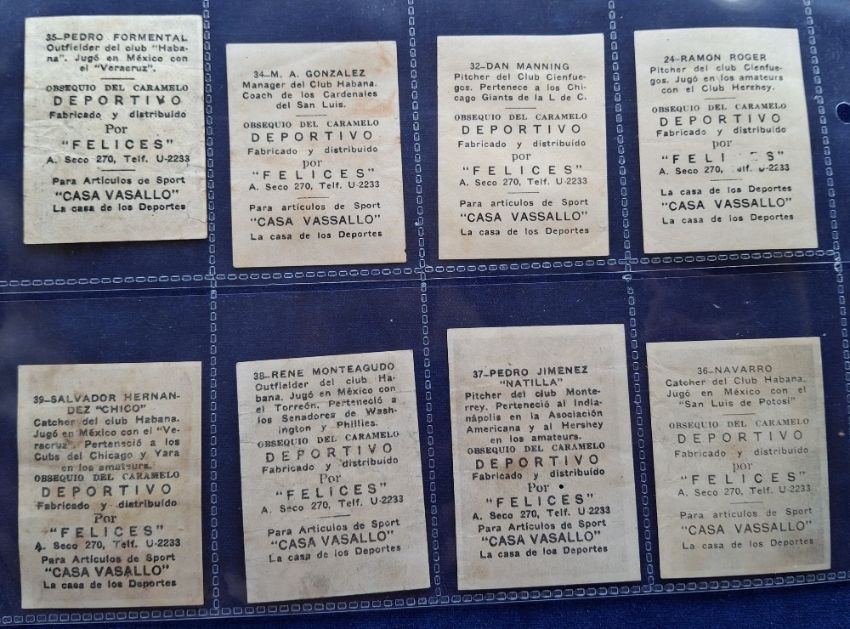 35-PEDRO FORMENTAL
Outfielder del club "Haba-
na". Jugó en México con
el "Veracruz".
OBSEQUIO DEL CARAMELO
DEPORTIVO
Fabricado y distribuido
Por
"FELICES"
A. Seco 270, Telf. U-2233
Para Artículos de Sport
"CASA VASALLO"
La casa de los Deportes
34-M. A. GONZALEZ
Manager del Club Habana.
Coach de los Cardenales
del San Luis.
OBSEQUIO DEL CARAMELO
DEPORTIVO
Fabricado y distribuido
por
"FELICES"
A. Seco 270, Telf. U-2233
Para artículos de Sport
"CASA VASSALLO"
La casa de los Deportes
32-DAN MANNING
Pitcher del Club Cienfue-
gos. Pertenece a los Chi-
cago Giants de la L de C.
OBSEQUIO DEL CARAMELO
DEPORTIVO
Fabricado y distribuido
por
"FELICES"
A. Seco 270, Telf. U-2233
Para artículos de Sport
"CASA VASSALLO"
La casa de los Deportes
24-RAMON ROGER
Pitcher del club Cienfue-
gos. Jugó en los amateurs
con el Club Hershey.
OBSEQUIO DEL CARAMELO
DEPORTIVO
Fabricado y distribuido
por
"FELICES"
A. Seco 270, Telf. U-2233
La casa de los Deportes
"CASA VASSALLO"
La casa de los Deportes
39-SALVADOR HERNAN-
DEZ "CHICO"
Catcher del club Habana.
Jugó en México con el "Ve-
racruz" Perteneció a los
Cubs del Chicago y Yara
en los amateurs.
OBSEQUIO DEL CARAMELO
DEPORTIVO
Fabricado y distribuido
Por
"FELICES"
A. Seco 270, Telf. U-2233
Para Artículos de Sport
"CASA VASALLO"
La casa de los Deportes
38-RENE MONTEAGUDO
Outfielder del club Ha-
bana. Jugó en México con
el Torreón. Perteneció a
los Senadores de Wash-
ington y Phillies.
OBSEQUIO DEL CARAMELO
DEPORTIVO
Fabricado y distribuido
Por
"FELICES"
A. Seco 270, Telf. U-2233
Para Artículos de Sport
"CASA VASALLO"
La casa de los Deportes
37-PEDRO JIMENEZ
"NATILLA"
Pitcher del club Monte-
rrey. Perteneció al India-
nápolis en la Asociación
Americana y al Hershey
en los amateurs.
OBSEQUIO DEL CARAMELO
DEPORTIVO
Fabricado y distribuido
Por
"FELICES"
A. Seco 270, Telf. U-2233
Para Artículos de Sport
"CASA VASALLO"
La casa de los Deportes
36-NAVARRO
Catcher del Club Habana.
Jugó en México con el
"San Luis de Potosí"
OBSEQUIO DEL CARAMELO
DEPORTIVO
Fabricado y distribuido
por
"FELICES"
A. Seco 270, Telf. U-2233
Para artículos de Sport
"CASA VASSALLO"
La casa de los Deportes